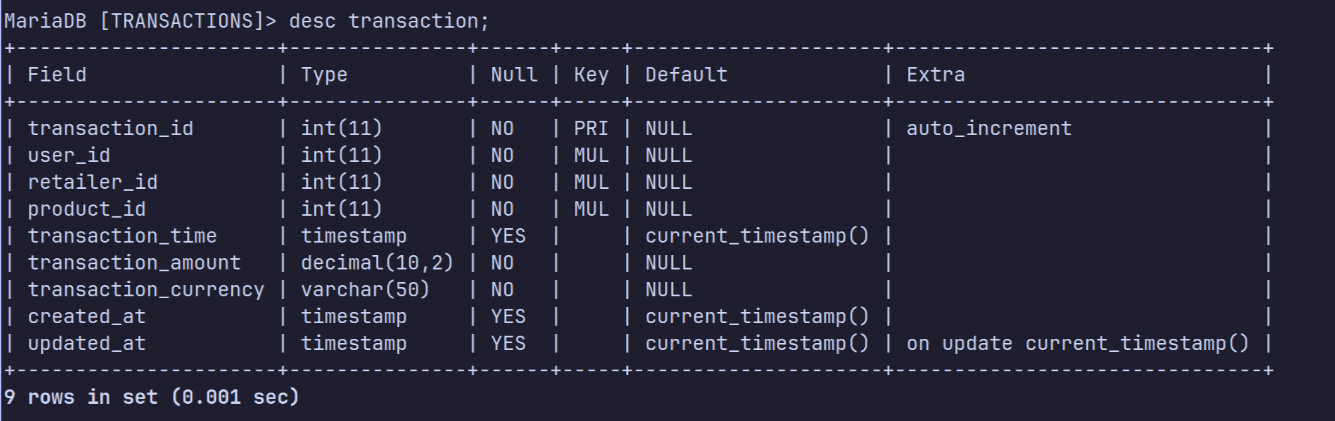 MariaDB [TRANSACTIONS]> desc transaction;
+----------------------+---------------+------+-----+---------------------+-------------------------------+
| Field                | Type          | Null | Key | Default             | Extra                         |
+----------------------+---------------+------+-----+---------------------+-------------------------------+
| transaction_id       | int(11)       | NO   | PRI | NULL                | auto_increment                |
| user_id              | int(11)       | NO   | MUL | NULL                |                               |
| retailer_id          | int(11)       | NO   | MUL | NULL                |                               |
| product_id           | int(11)       | NO   | MUL | NULL                |                               |
| transaction_time     | timestamp     | YES  |     | current_timestamp() |                               |
| transaction_amount   | decimal(10,2) | NO   |     | NULL                |                               |
| transaction_currency | varchar(50)   | NO   |     | NULL                |                               |
| created_at           | timestamp     | YES  |     | current_timestamp() |                               |
| updated_at           | timestamp     | YES  |     | current_timestamp() | on update current_timestamp() |
+----------------------+---------------+------+-----+---------------------+-------------------------------+
9 rows in set (0.001 sec)